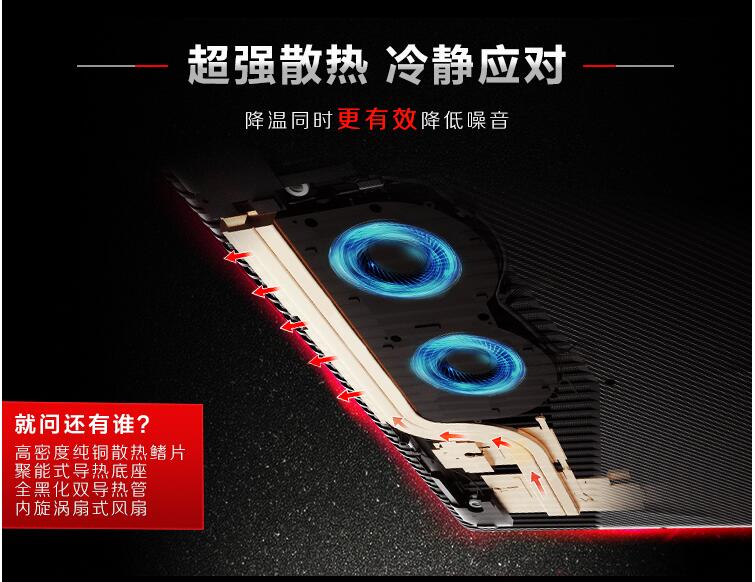 超强散热 冷静应对
降温同时更有效降低噪音
就问还有谁?
高密度纯铜散热鳍片
聚能式导热底座
全黑化双导热管
内旋涡扇式风扇